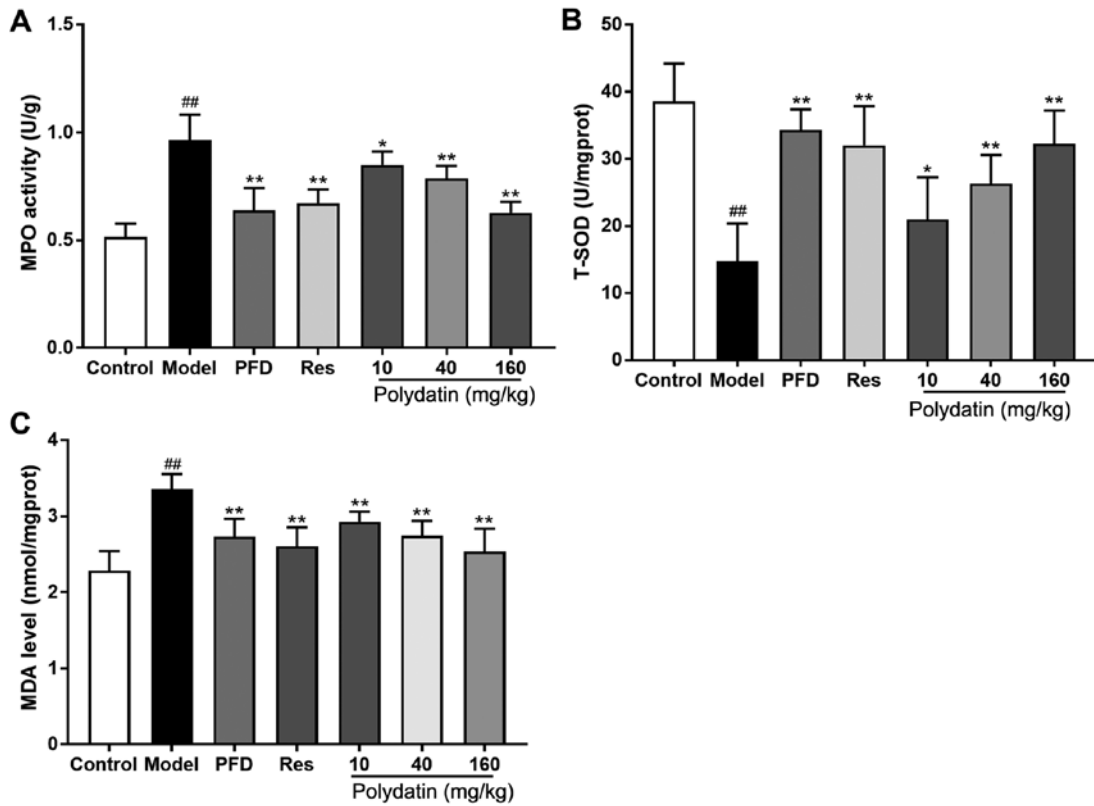 A
MPO activity (U/g)
1.5
1.0
0.5
0.0
##
**
**
*
**
**
Control Model PFD Res 10 40 160
Polydatin (mg/kg)
B
T-SOD (U/mgprot)
50
40
30
20
10
0
##
**
**
*
**
**
Control Model PFD Res 10 40 160
Polydatin (mg/kg)
C
MDA level (nmol/mgprot)
4
3
2
1
0
##
**
**
**
**
**
Control Model PFD Res 10 40 160
Polydatin (mg/kg)